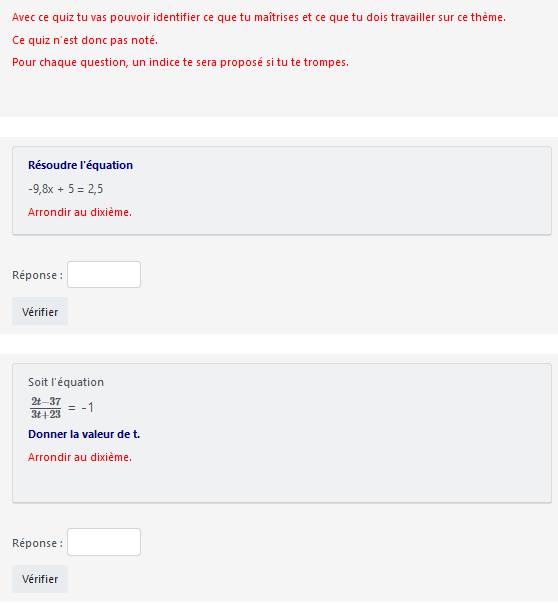 Avec ce quiz tu vas pouvoir identifier ce que tu maîtrises et ce que tu dois travailler sur ce thème.
Ce quiz n'est donc pas noté.
Pour chaque question, un indice te sera proposé si tu te trompes.
Résoudre l'équation
-9,8x + 5 = 2,5
Arrondir au dixième.
Réponse :
Vérifier
Soit l'équation
\frac{2t-37}{3t+23} = -1
Donner la valeur de t.
Arrondir au dixième.
Réponse :
Vérifier